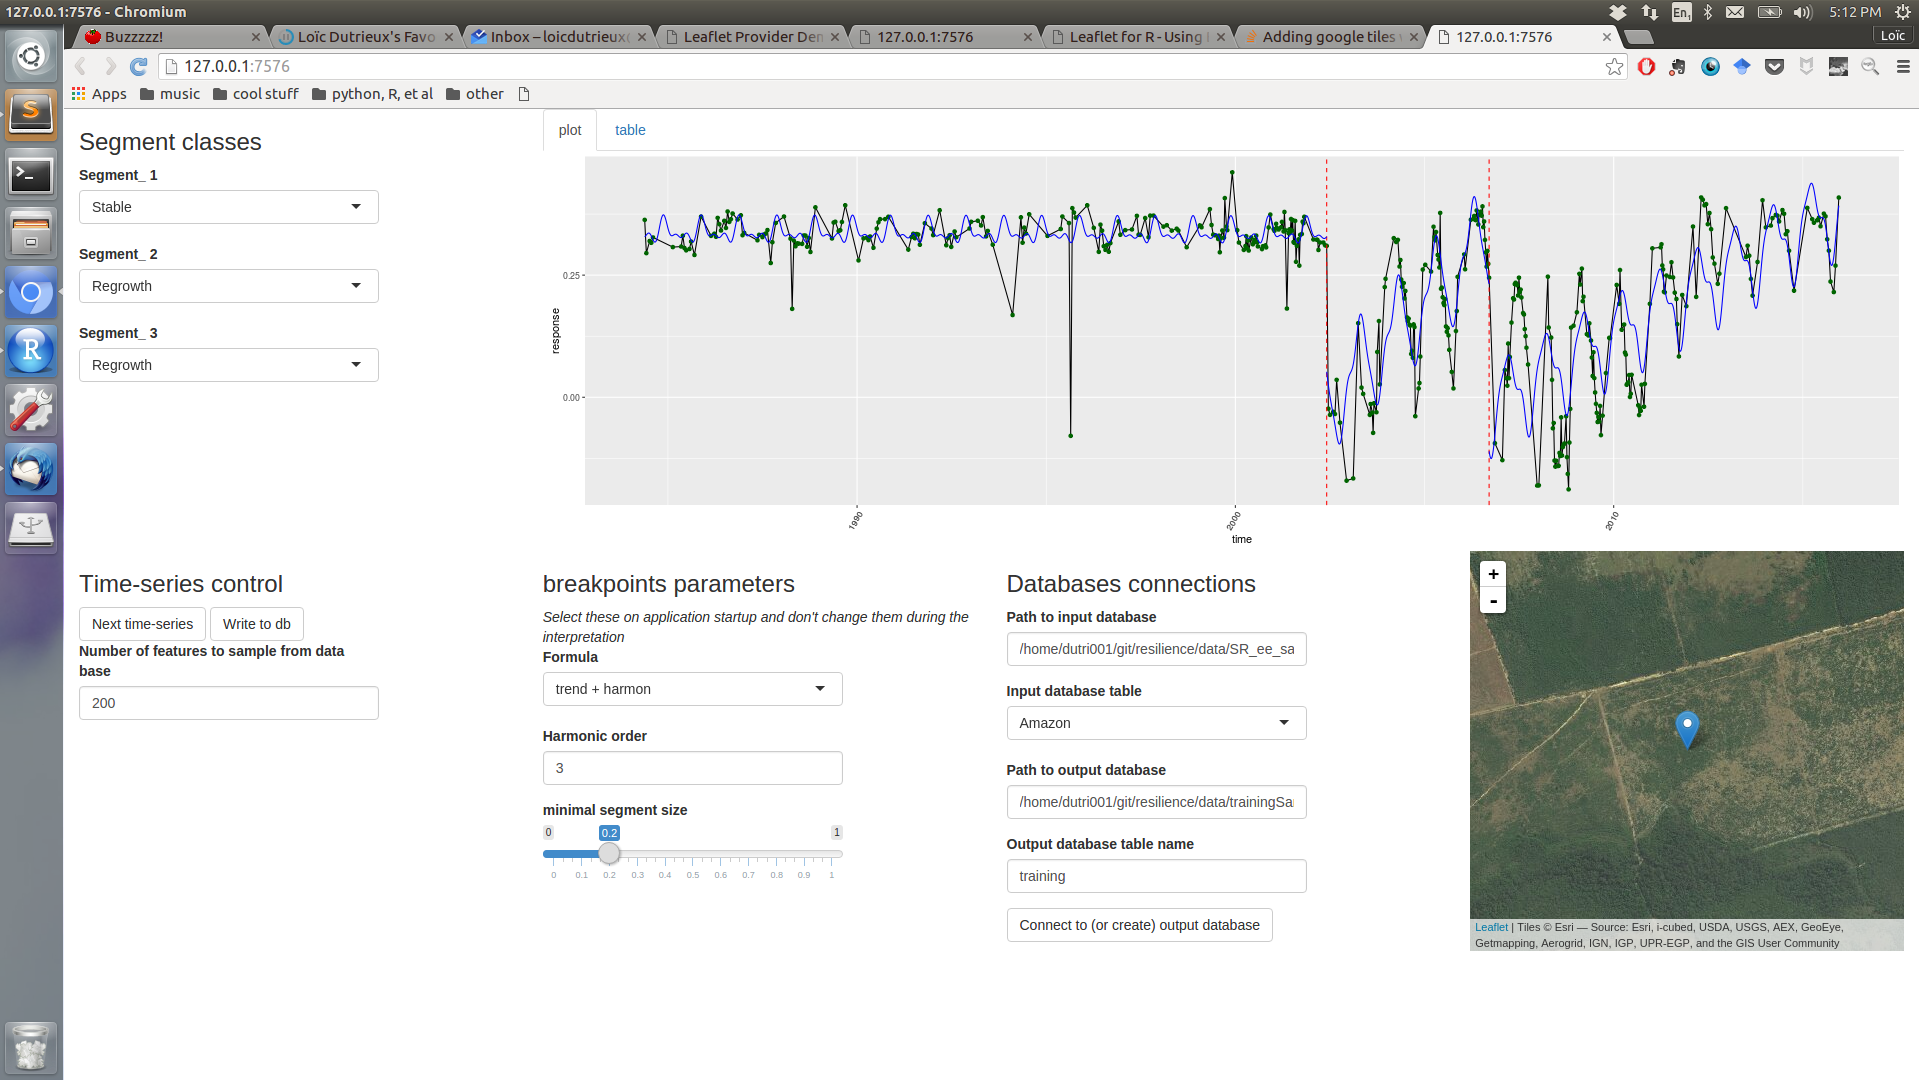 127.0.0.1:7576 - Chromium
En1
5:12 PM
Buzzzzz!
Loïc Dutrieux's Favo
Inbox – loicdutrieux
Leaflet Provider Den
127.0.0.1:7576
Leaflet for R - Using
Adding google tiles
127.0.0.1:7576
Loïc
127.0.0.1:7576
Apps
music
cool stuff
python, R, et al
other
Segment classes
Segment_ 1
Stable
Segment_ 2
Regrowth
Segment_ 3
Regrowth
plot
table
response
0.25
0.00
1990
2000
2010
time
Time-series control
Next time-series
Write to db
Number of features to sample from data
base
200
breakpoints parameters
Select these on application startup and don't change them during the
interpretation
Formula
trend + harmon
Harmonic order
3
minimal segment size
0
0.2
1
0 0.1 0.2 0.3 0.4 0.5 0.6 0.7 0.8 0.9 1
Databases connections
Path to input database
/home/dutri001/git/resilience/data/SR_ee_sa
Input database table
Amazon
Path to output database
/home/dutri001/git/resilience/data/trainingSa
Output database table name
training
Connect to (or create) output database
+
-
Leaflet | Tiles © Esri — Source: Esri, i-cubed, USDA, USGS, AEX, GeoEye,
Getmapping, Aerogrid, IGN, IGP, UPR-EGP, and the GIS User Community